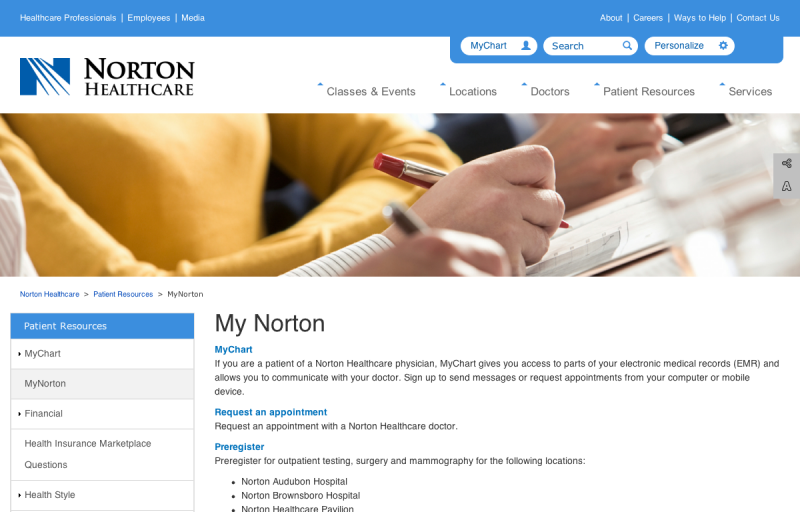 Healthcare Professionals | Employees | Media
About | Careers | Ways to Help | Contact Us
MyChart
Search
Personalize
NORTON
HEALTHCARE
Classes & Events
Locations
Doctors
Patient Resources
Services
A
Norton Healthcare > Patient Resources > MyNorton
Patient Resources
MyChart
MyNorton
Financial
Health Insurance Marketplace
Questions
Health Style
My Norton
MyChart
If you are a patient of a Norton Healthcare physician, MyChart gives you access to parts of your electronic medical records (EMR) and
allows you to communicate with your doctor. Sign up to send messages or request appointments from your computer or mobile
device.
Request an appointment
Request an appointment with a Norton Healthcare doctor.
Preregister
Preregister for outpatient testing, surgery and mammography for the following locations:
• Norton Audubon Hospital
• Norton Brownsboro Hospital
• Norton Healthcare Pavilion